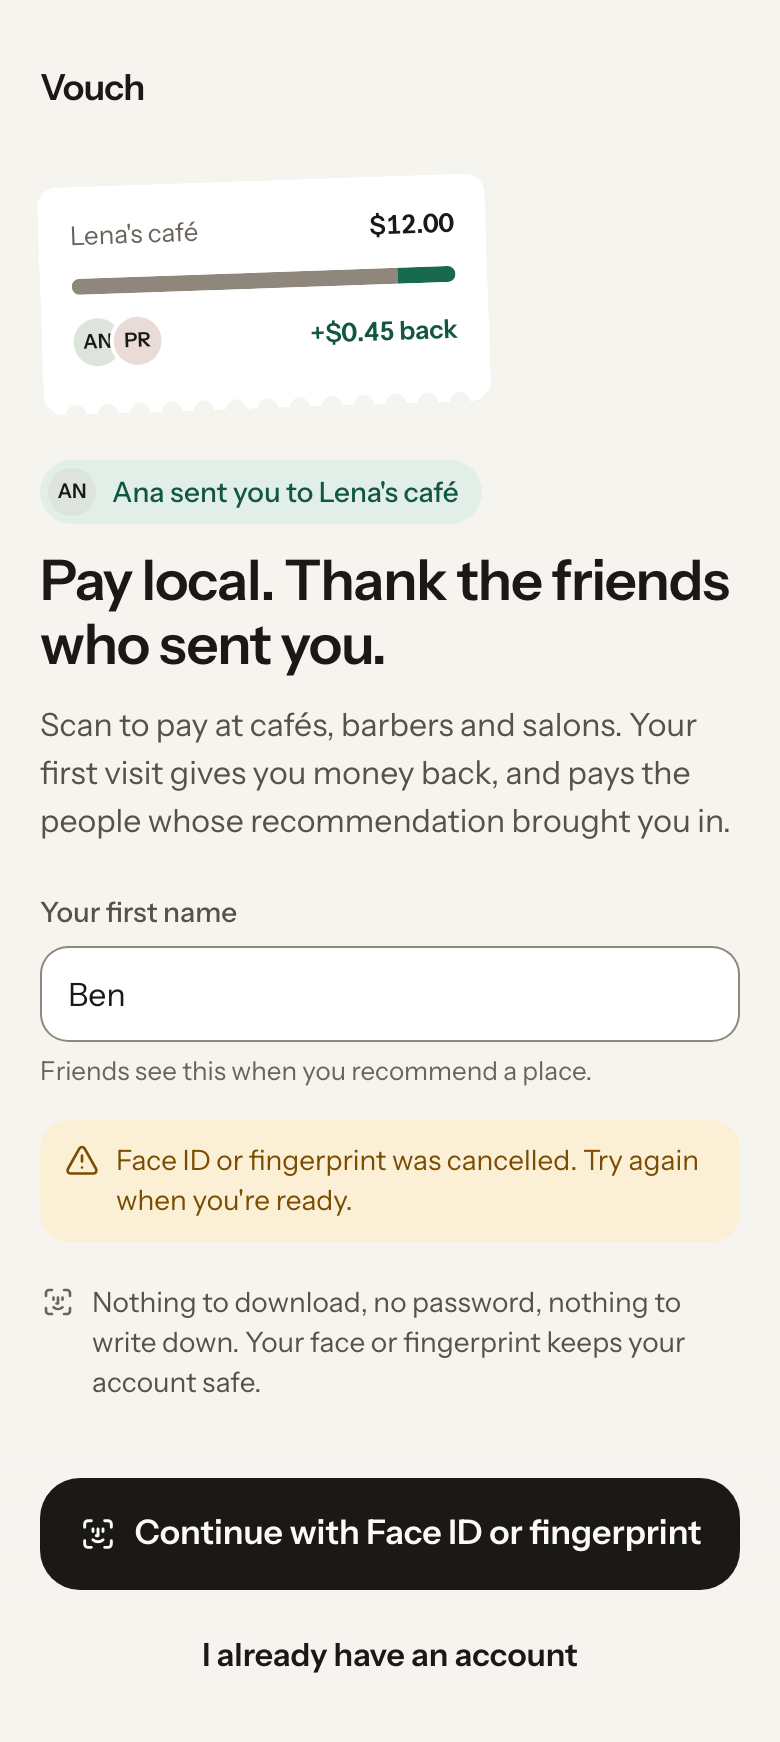 Vouch
Lena's café $12.00
AN PR +$0.45 back
AN Ana sent you to Lena's café
Pay local. Thank the friends
who sent you.
Scan to pay at cafés, barbers and salons. Your
first visit gives you money back, and pays the
people whose recommendation brought you in.
Your first name
Ben
Friends see this when you recommend a place.
Face ID or fingerprint was cancelled. Try again
when you're ready.
Nothing to download, no password, nothing to
write down. Your face or fingerprint keeps your
account safe.
Continue with Face ID or fingerprint
I already have an account